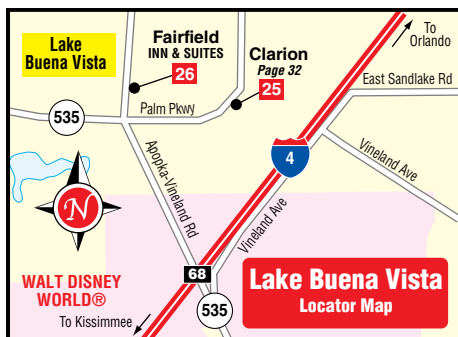 Lake
Buena Vista
Fairfield
INN & SUITES
26
Clarion
Page 32
25
To
Orlando
East Sandlake Rd
535
Palm Pkwy
4
Vineland Ave
Apopka-Vineland Rd
Vineland Ave
N
68
WALT DISNEY
WORLD®
To Kissimmee
535
Lake Buena Vista
Locator Map